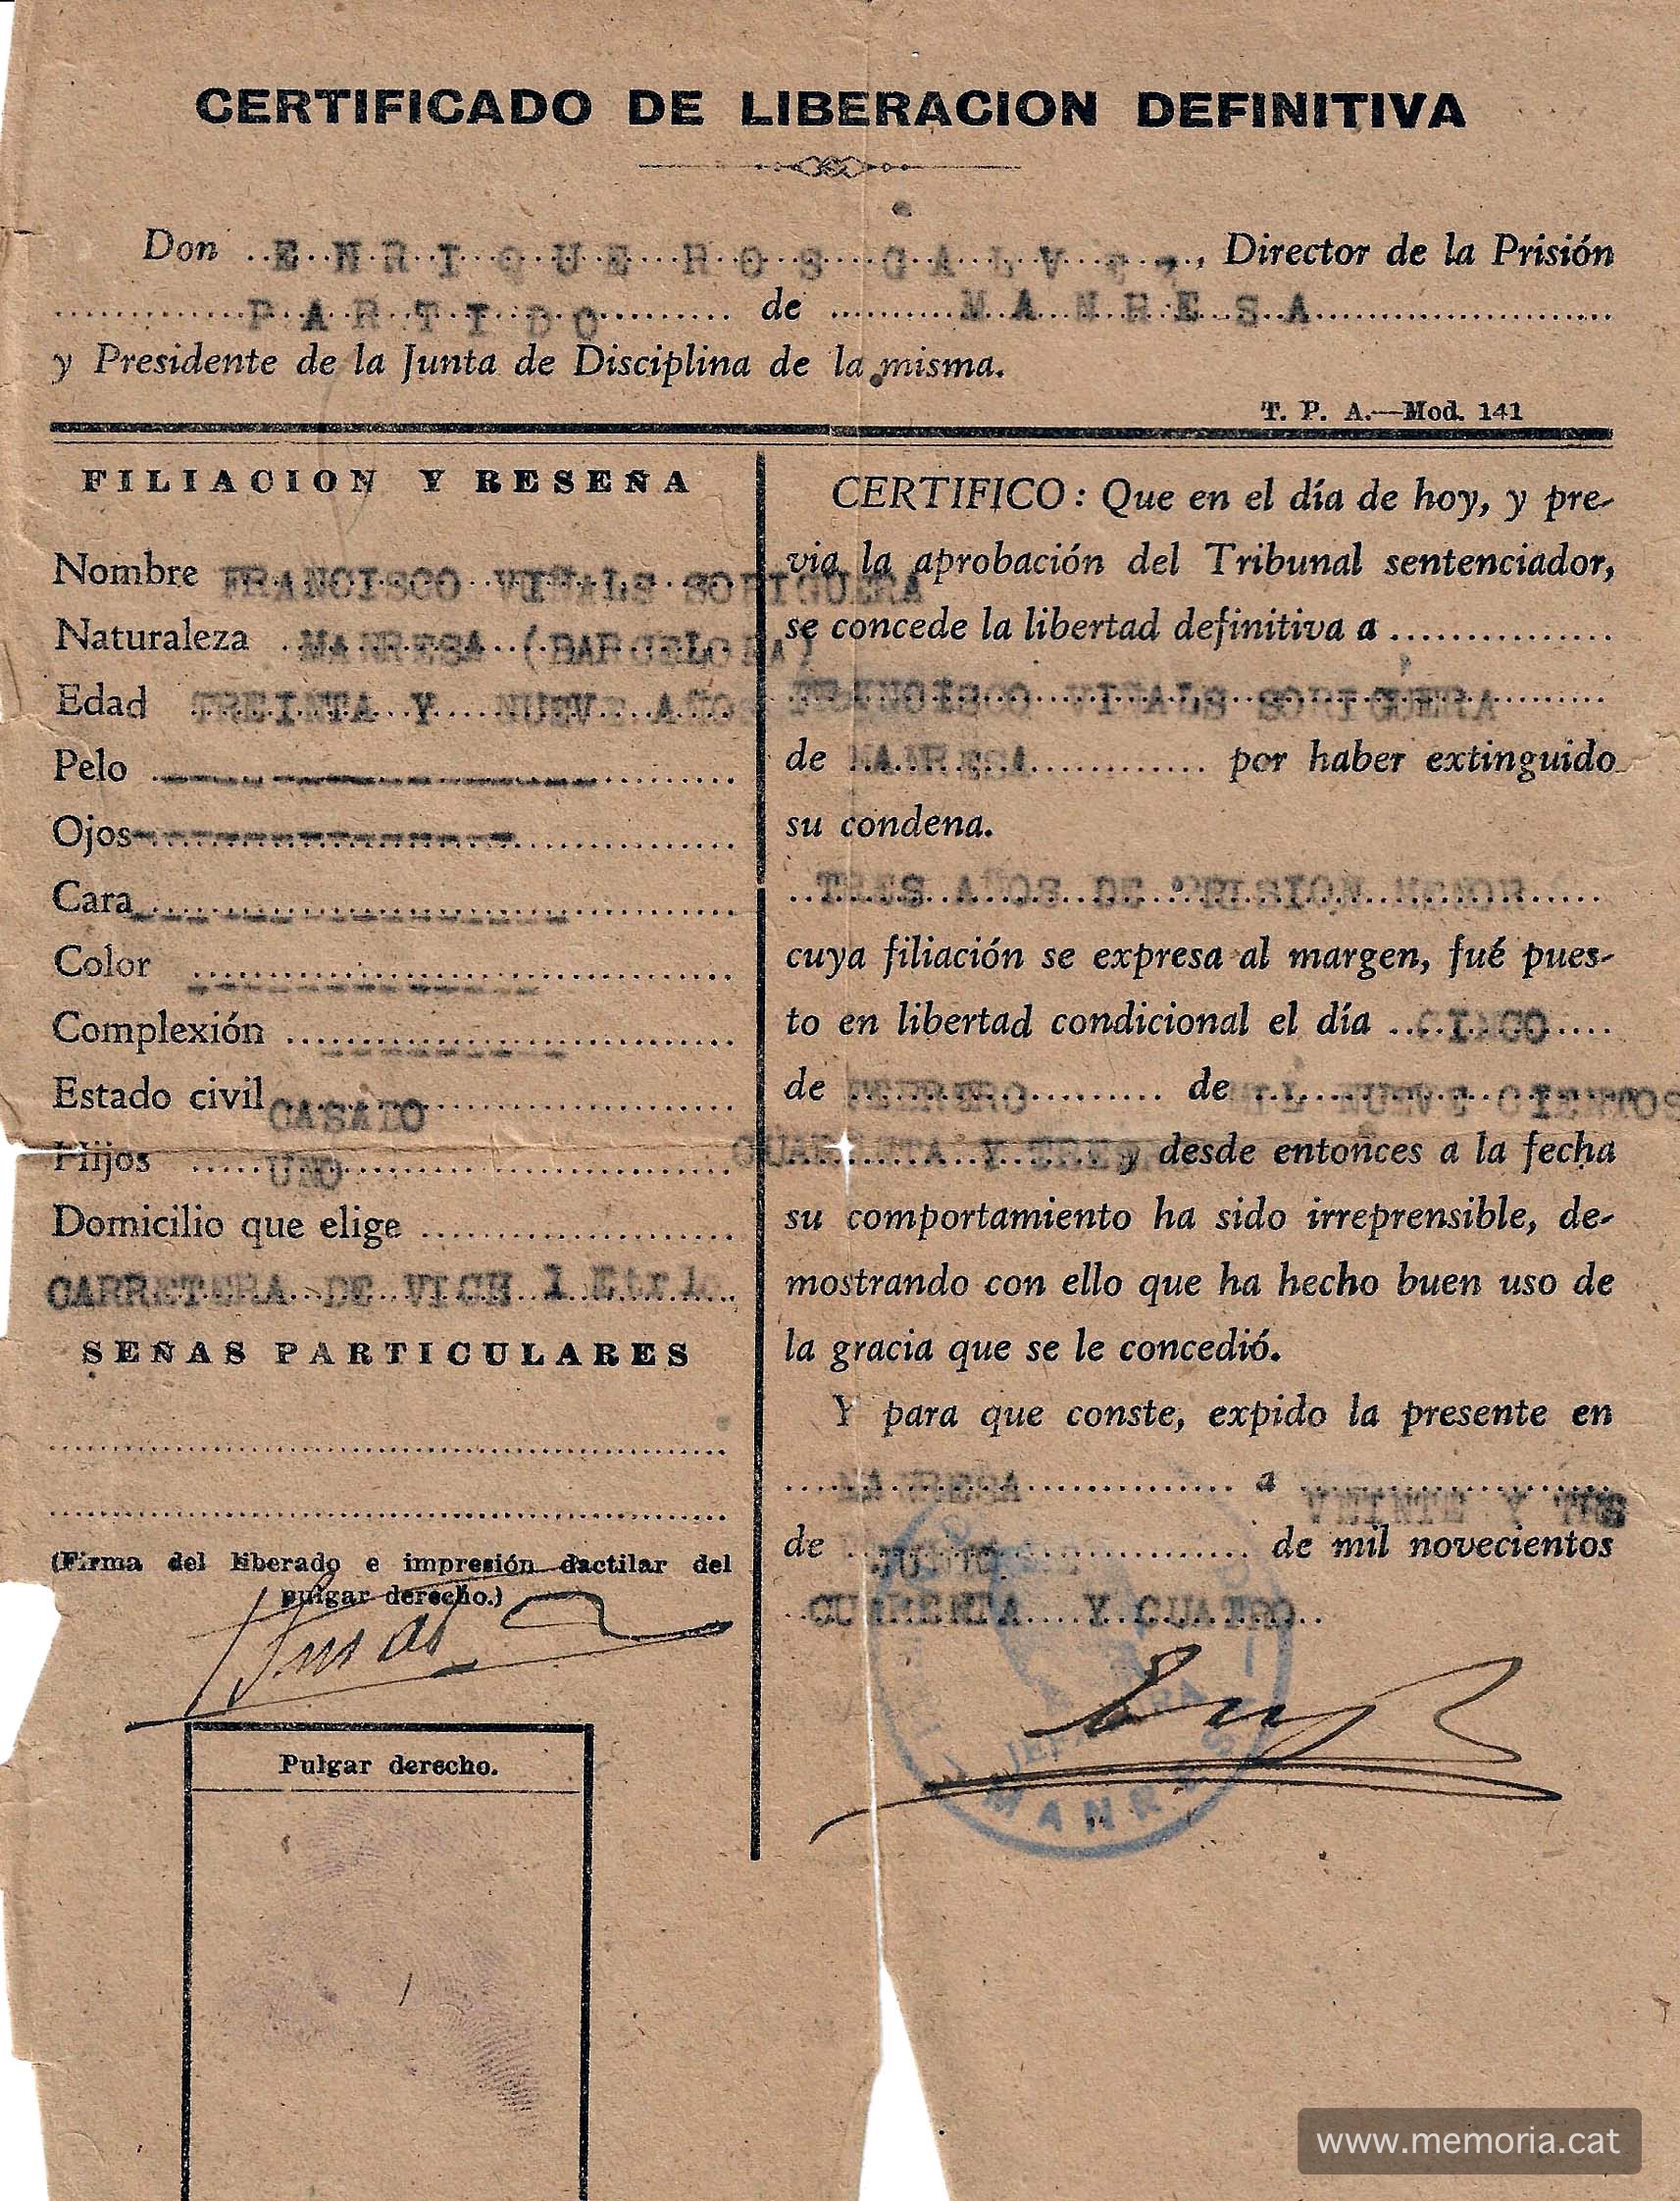 CERTIFICADO DE LIBERACION DEFINITIVA
Don ENRIQUE ROS, Director de la Prisión
PARTIDO de MANRESA
y Presidente de la Junta de Disciplina de la misma.
T. P. A.—Mod. 141
FILIACION Y RESEÑA
Nombre FRANCISCO VIÑALS SORIGUERA
Naturaleza MANRESA (BARCELONA)
Edad TREINTA Y NUEVE AÑOS
Pelo
Ojos
Cara
Color
Complexión
Estado civil CASADO
Hijos UNO
Domicilio que elige
CARRETERA DE VICH 1
SEÑAS PARTICULARES
(Firma del liberado e impresión dactilar del
pulgar derecho.)
Pulgar derecho.
CERTIFICO: Que en el día de hoy, y pre-
via la aprobación del Tribunal sentenciador,
se concede la libertad definitiva a
FRANCISCO VIÑALS SORIGUERA
de MANRESA por haber extinguido
su condena.
TRES AÑOS DE PRISION MENOR
cuya filiación se expresa al margen, fué pues-
to en libertad condicional el día CINCO
de FEBRERO de MIL NUEVE CIENTOS
CUARENTA Y TRES y desde entonces a la fecha
su comportamiento ha sido irreprensible, de-
mostrando con ello que ha hecho buen uso de
la gracia que se le concedió.
Y para que conste, expido la presente en
MANRESA a VEINTE Y TRES
de JUNIO de mil novecientos
CUARENTA Y CUATRO
JEFATURA
MANRESA
www.memoria.cat